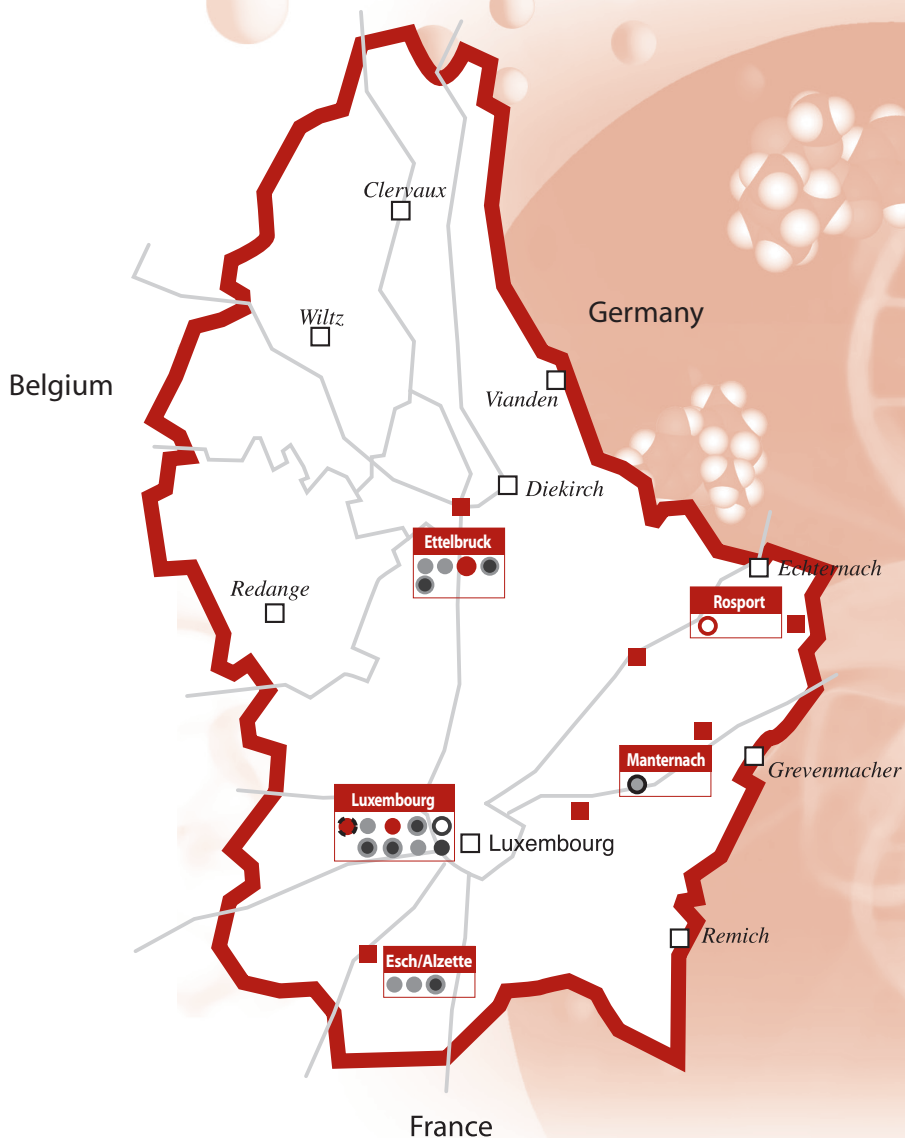 Clervaux
Germany
Wiltz
Belgium
Vianden
Diekirch
Ettelbruck
Echternach
Redange
Rosport
Manternach
Grevenmacher
Luxembourg
Luxembourg
Remich
Esch/Alzette
France